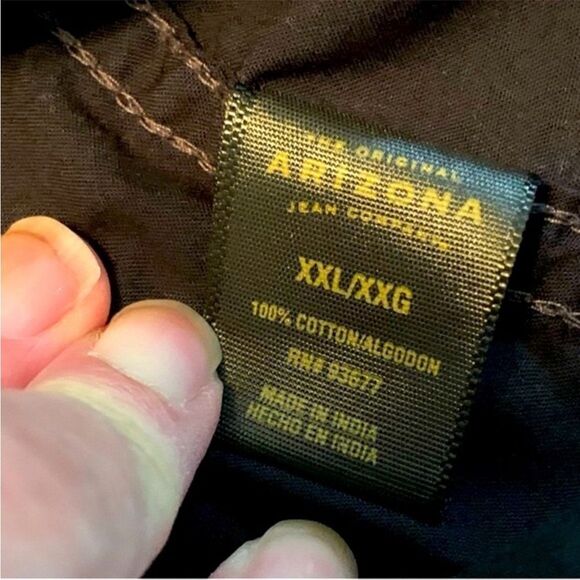 THE ORIGINAL
ARIZONA
JEAN COMPANY
XXL/XXG
100% COTTON/ALGODON
RN# 93677
MADE IN INDIA
HECHO EN INDIA